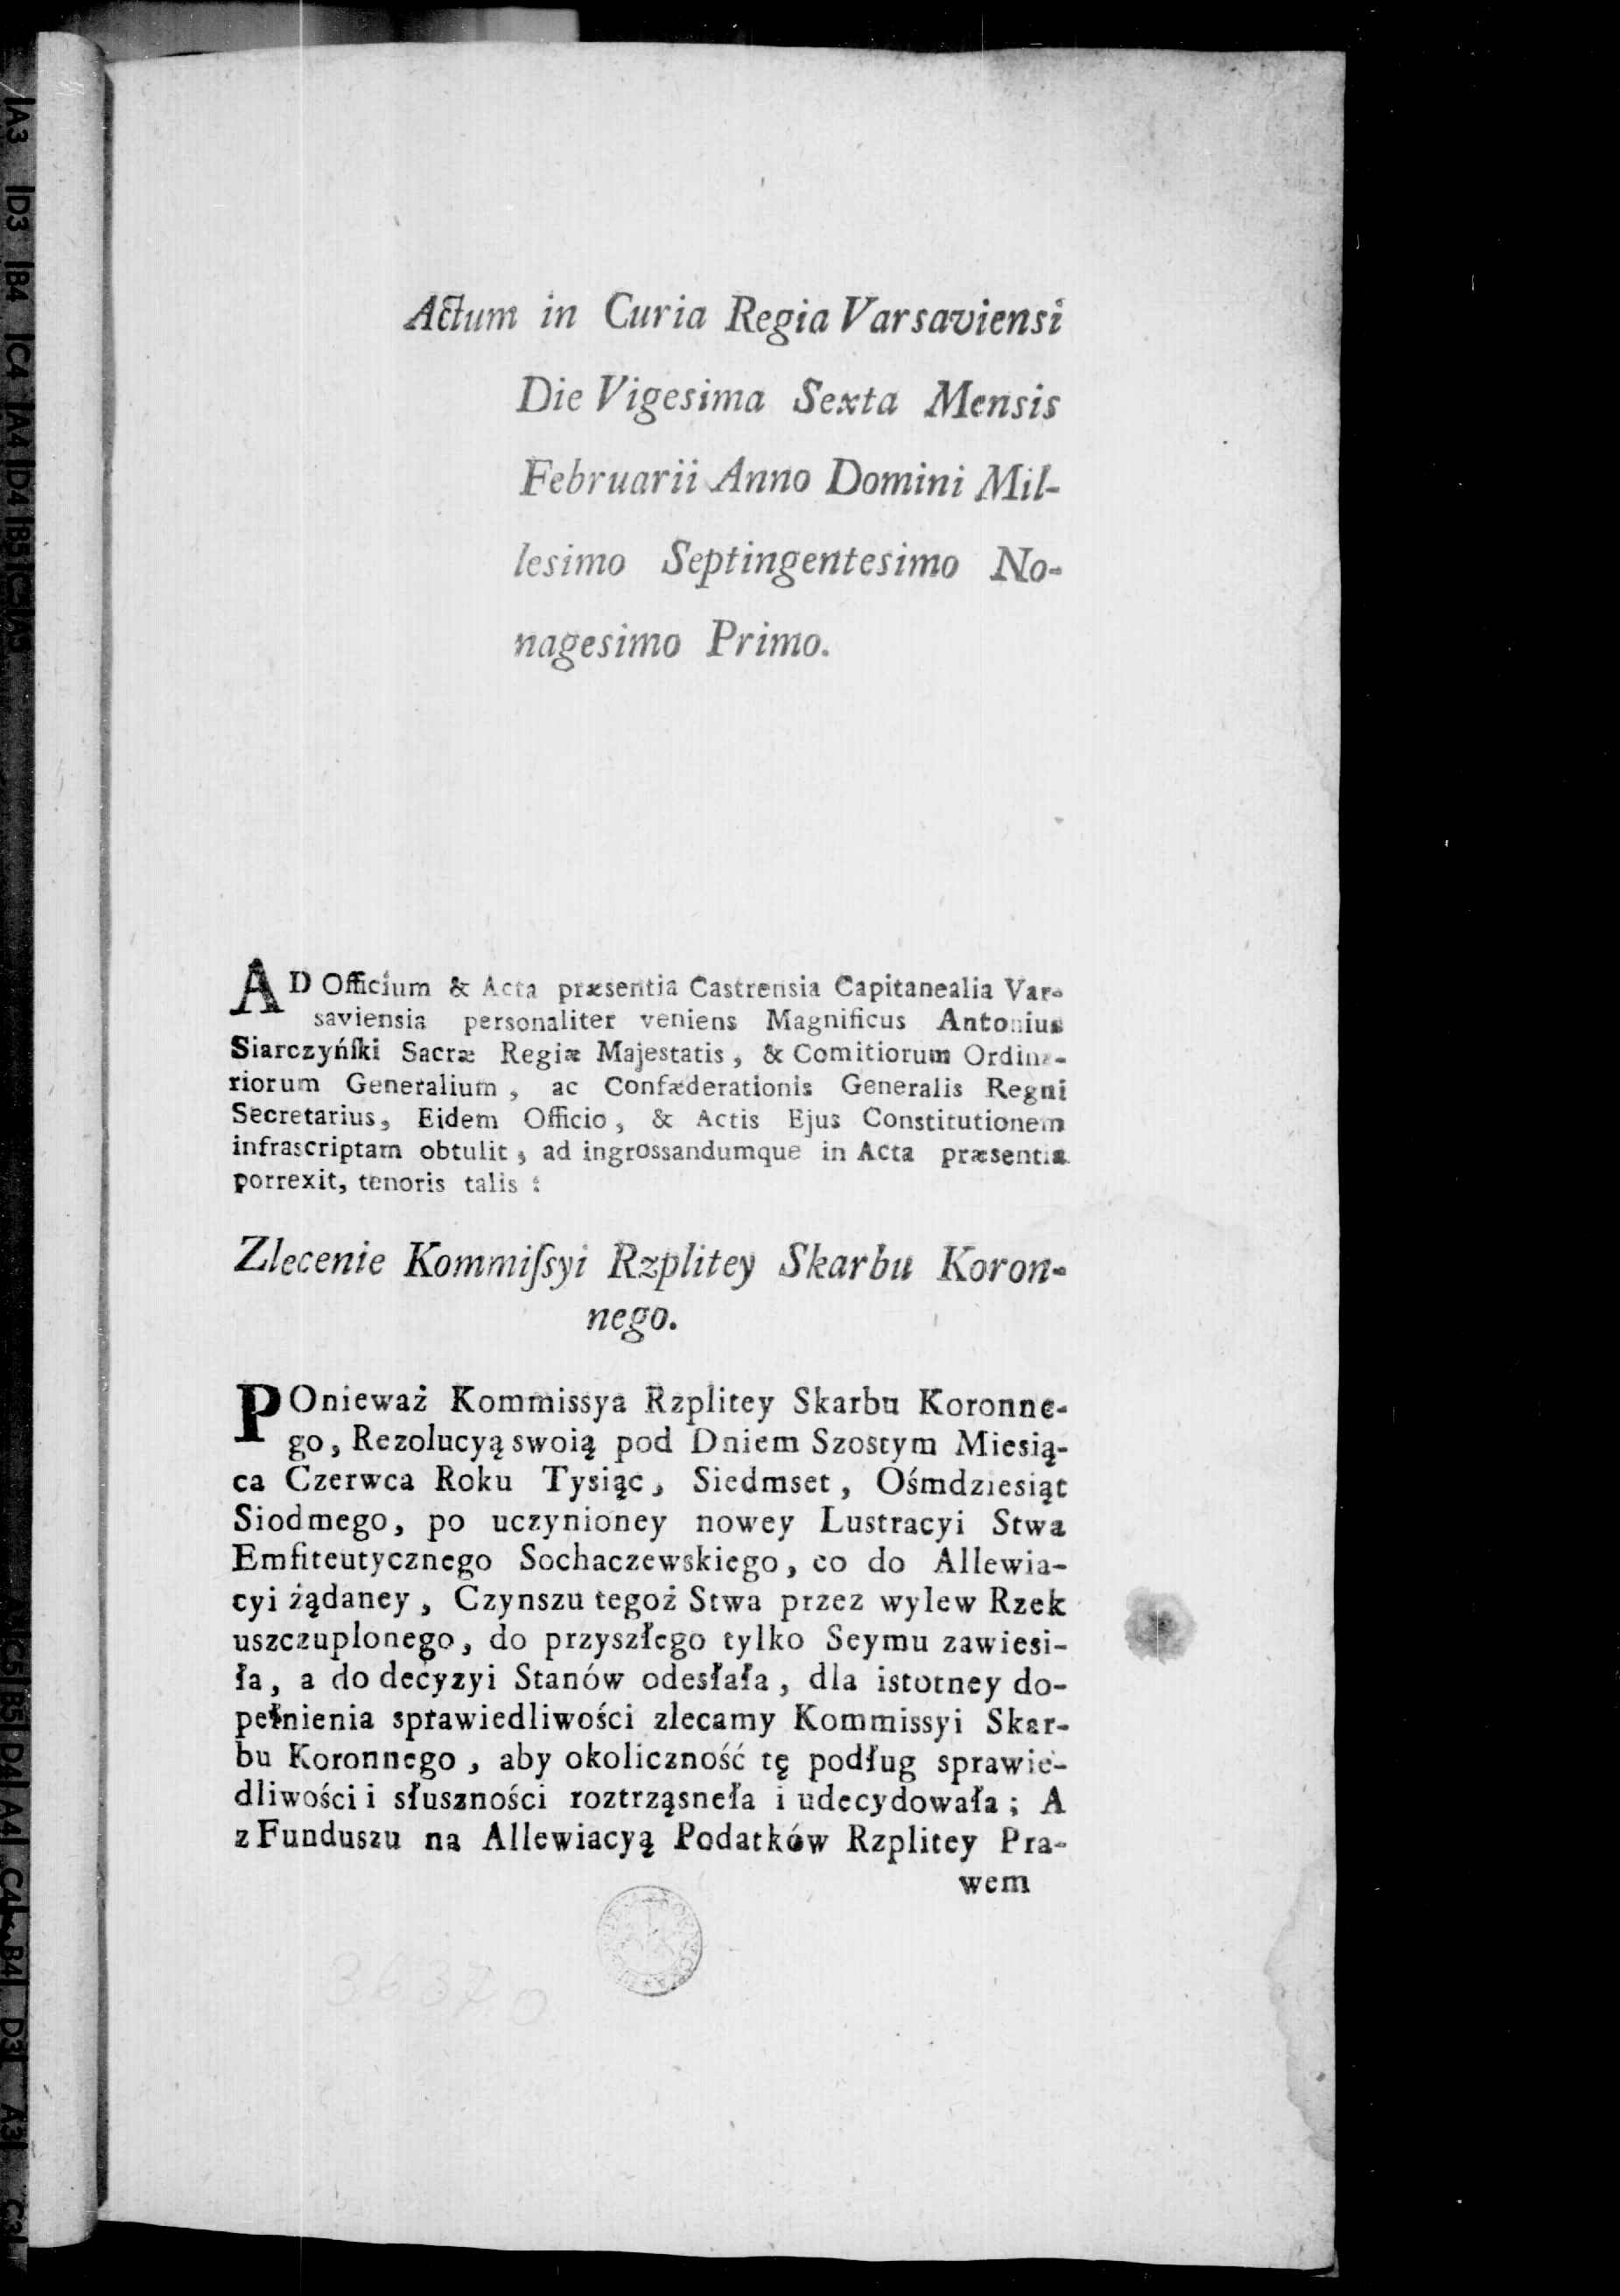 Actum in Curia Regia Varsaviensi
Die Vigesima Sexta Mensis
Februarii Anno Domini Mil-
lesimo Septingentesimo No-
nagesimo Primo.
AD Officium & Acta præsentia Castrensia Capitanealia Var-
saviensia personaliter veniens Magnificus Antonius
Siarczyńſki Sacræ Regiæ Majestatis, & Comitiorum Ordina-
riorum Generalium, ac Confæderationis Generalis Regni
Secretarius, Eidem Officio, & Actis Ejus Constitutionem
infrascriptam obtulit, ad ingrossandumque in Acta præsentia
porrexit, tenoris talis:
Zlecenie Kommiſsyi Rzplitey Skarbu Koron-
nego.
POnieważ Kommissya Rzplitey Skarbu Koronne-
go, Rezolucyą swoią pod Dniem Szostym Miesią-
ca Czerwca Roku Tysiąc, Siedmset, Ośmdziesiąt
Siodmego, po uczynioney nowey Lustracyi Stwa
Emfiteutycznego Sochaczewskiego, co do Allewia-
cyi żądaney, Czynszu tegoż Stwa przez wylew Rzek
uszczuplonego, do przyszłego tylko Seymu zawiesi-
ła, a do decyzyi Stanów odesłała, dla istotney do-
pełnienia sprawiedliwości zlecamy Kommissyi Skar-
bu Koronnego, aby okoliczność tę podług sprawie-
dliwości i słuszności roztrząsneła i udecydowała; A
z Funduszu na Allewiacyą Podatków Rzplitey Pra-
wem